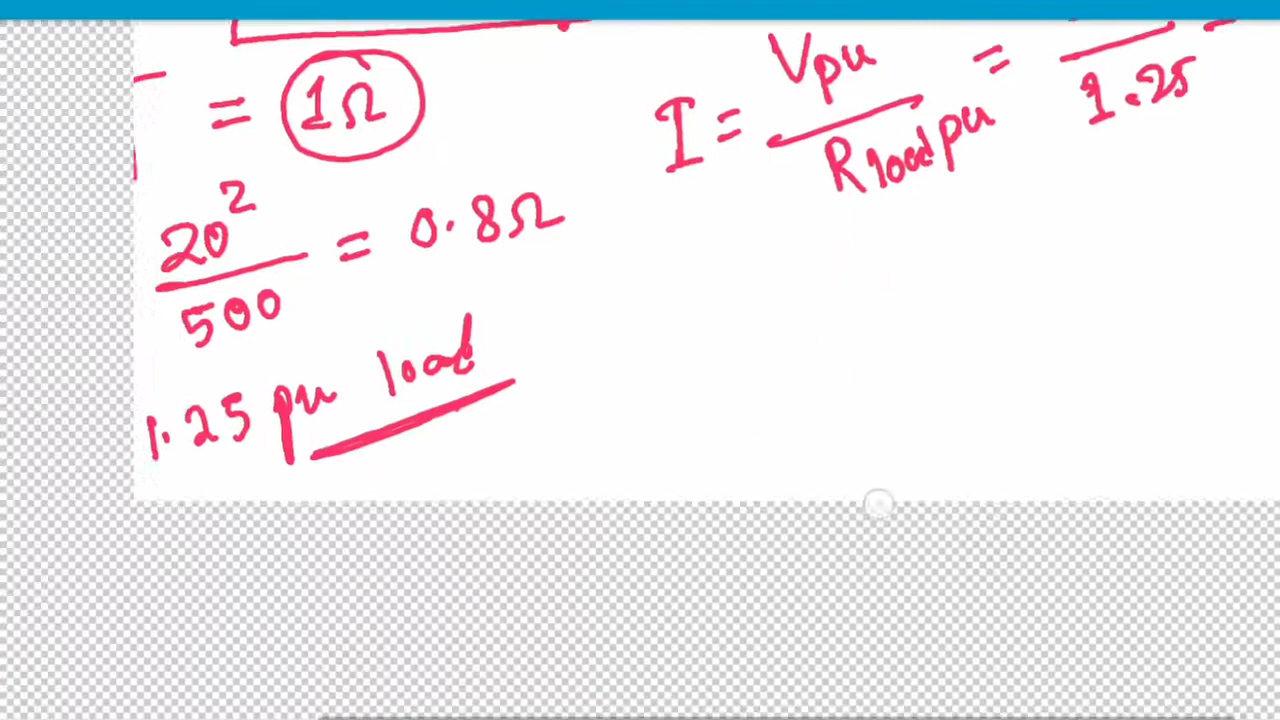 = 1Ω
20² / 500 = 0.8Ω
1.25 pu load
I = Vpu / Rload pu = / 1.25 =